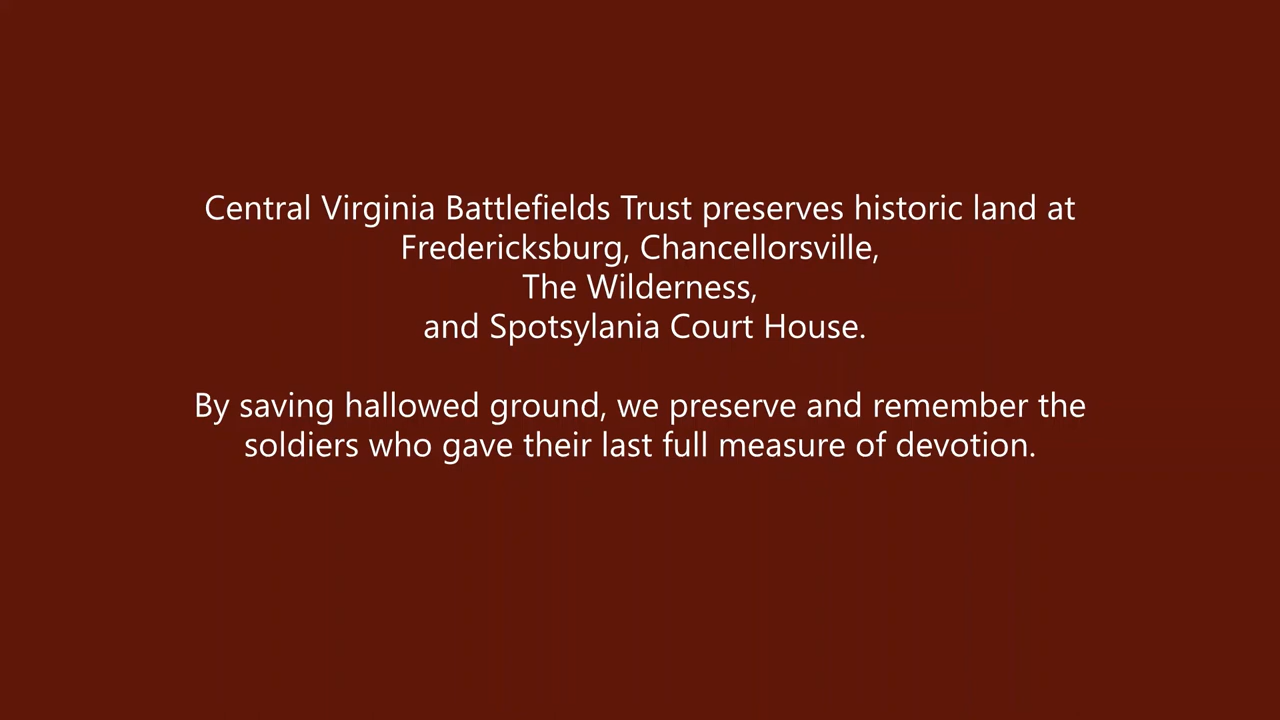 Central Virginia Battlefields Trust preserves historic land at
Fredericksburg, Chancellorsville,
The Wilderness,
and Spotsylania Court House.
By saving hallowed ground, we preserve and remember the
soldiers who gave their last full measure of devotion.